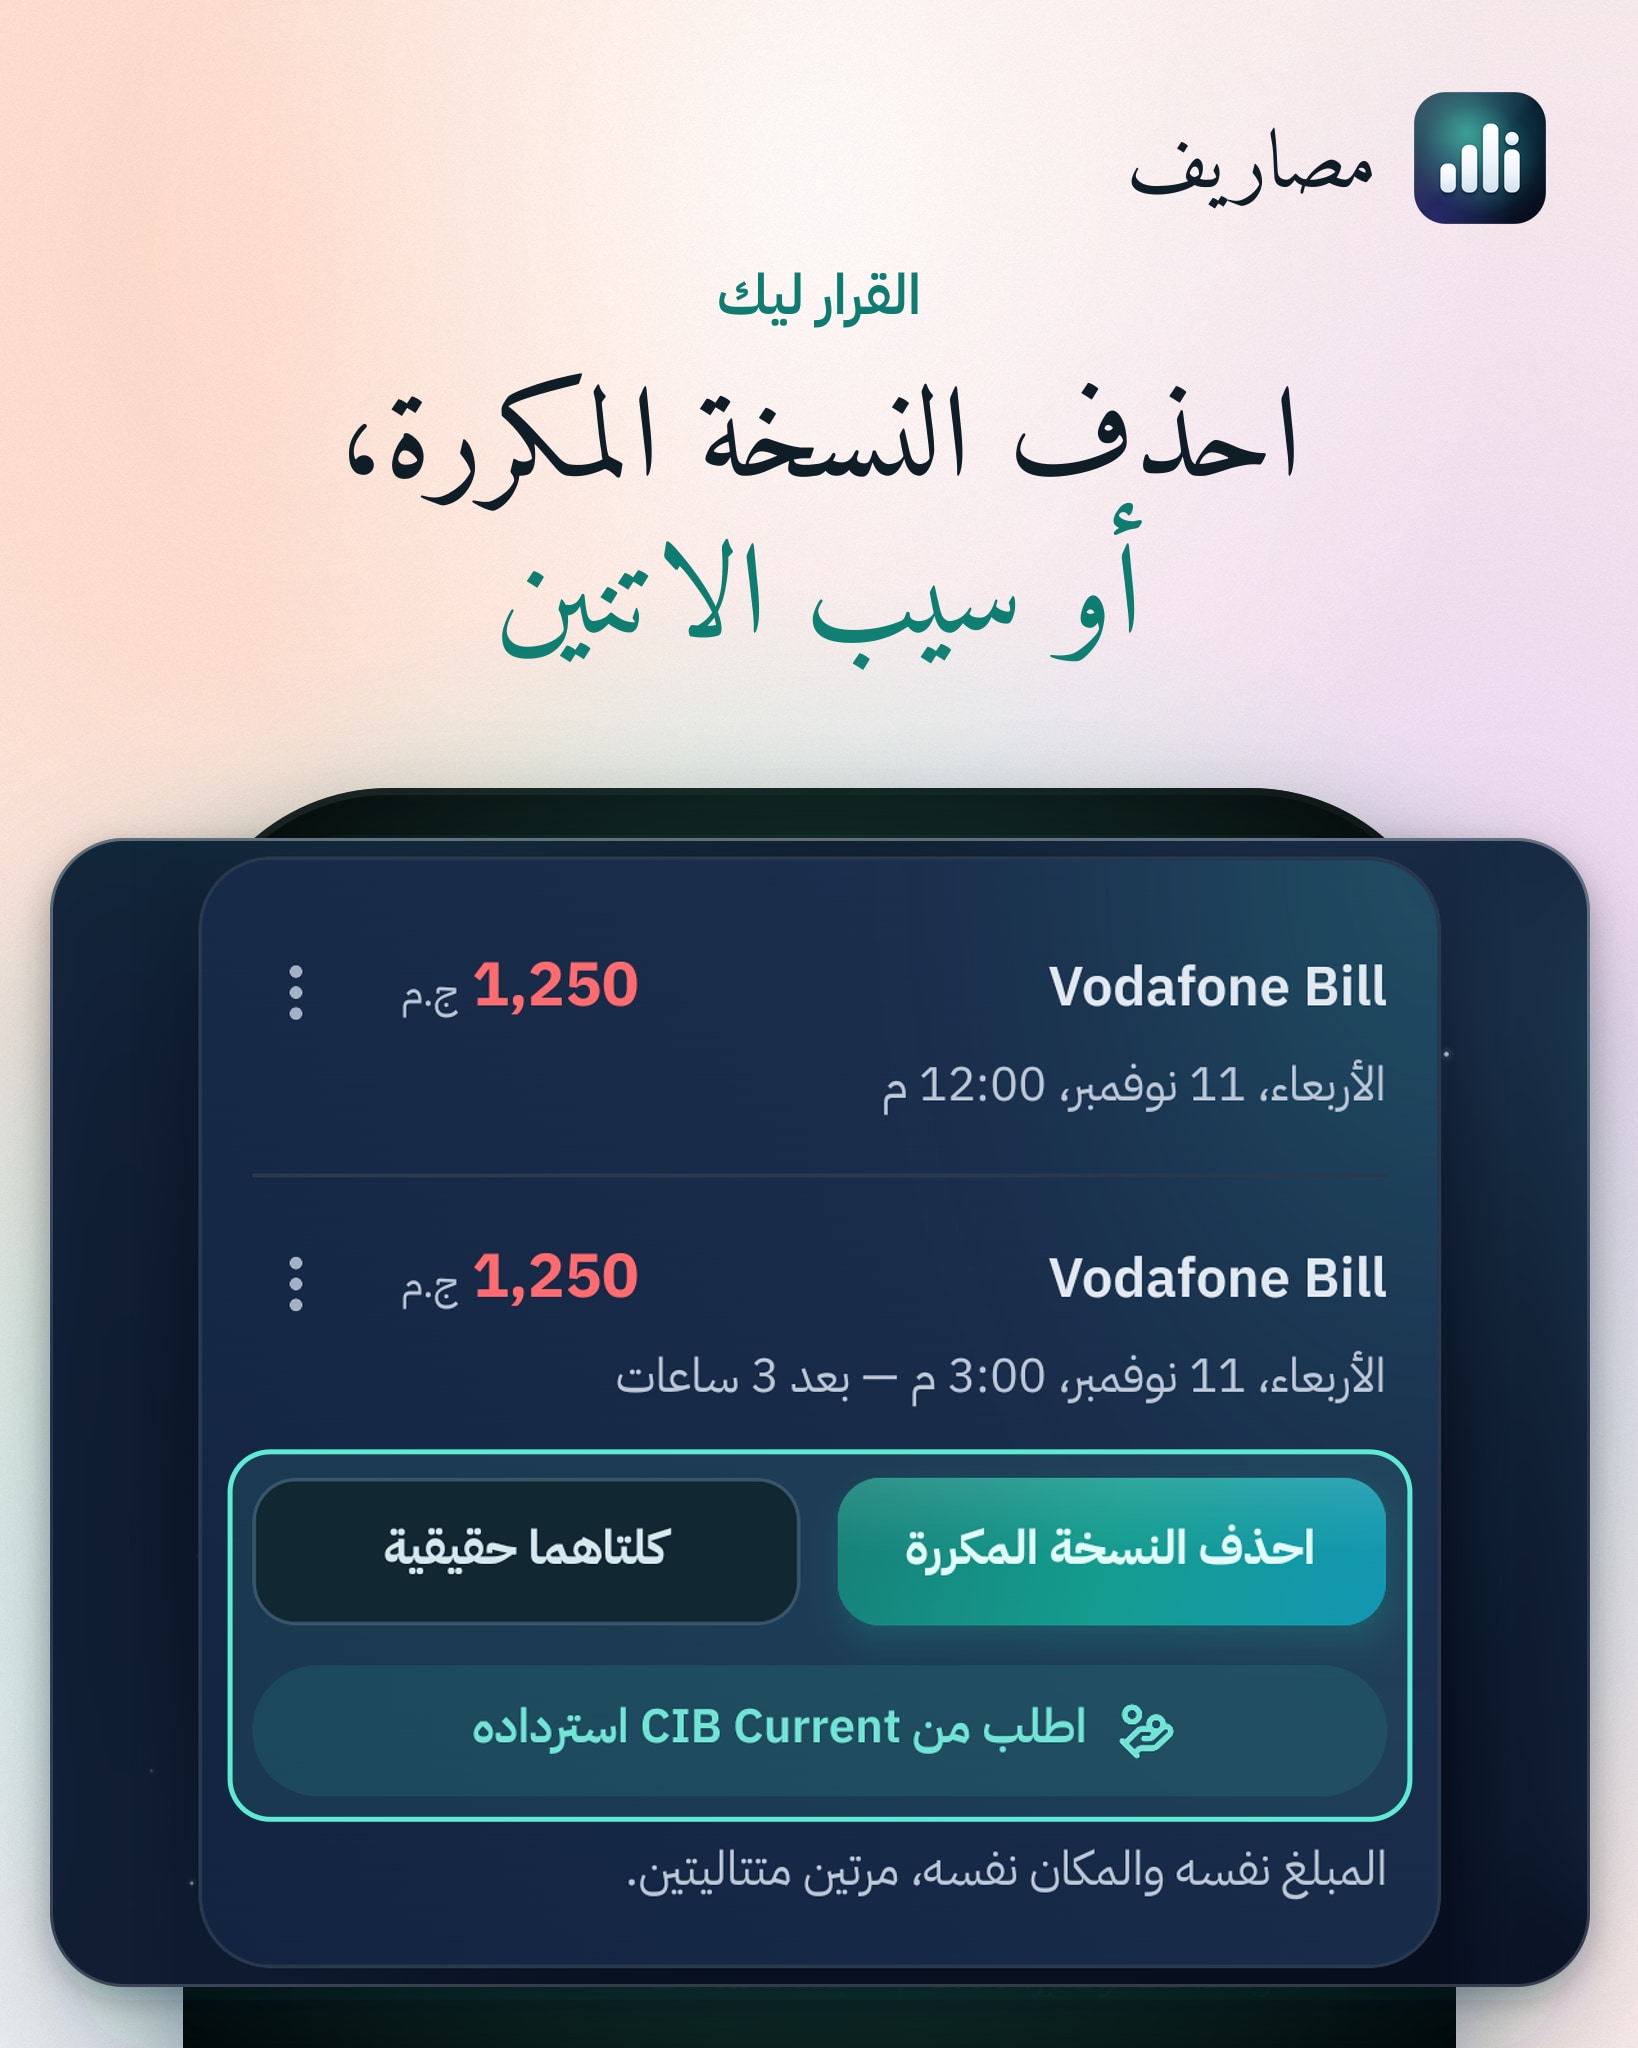 مصاريف
القرار ليك
احذف النسخة المكررة،
أو سيب الاتنين
Vodafone Bill
1,250 ج.م
الأربعاء، 11 نوفمبر، 12:00 م
Vodafone Bill
1,250 ج.م
الأربعاء، 11 نوفمبر، 3:00 م — بعد 3 ساعات
احذف النسخة المكررة
كلتاهما حقيقية
اطلب من CIB Current استرداده
المبلغ نفسه والمكان نفسه، مرتين متتاليتين.